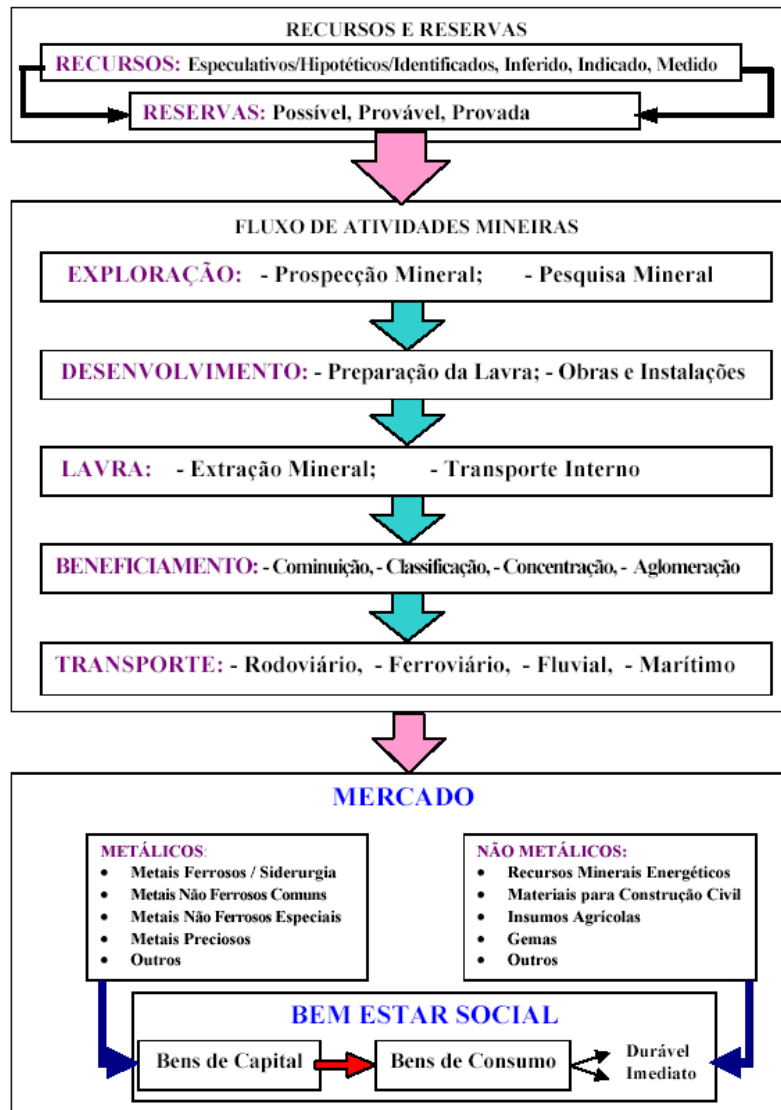 RECURSOS E RESERVAS
RECURSOS: Especulativos/Hipotéticos/Identificados, Inferido, Indicado, Medido
RESERVAS: Possível, Provável, Provada
FLUXO DE ATIVIDADES MINEIRAS
EXPLORAÇÃO: - Prospecção Mineral; - Pesquisa Mineral
DESENVOLVIMENTO: - Preparação da Lavra; - Obras e Instalações
LAVRA: - Extração Mineral; - Transporte Interno
BENEFICIAMENTO: - Cominuição, - Classificação, - Concentração, - Aglomeração
TRANSPORTE: - Rodoviário, - Ferroviário, - Fluvial, - Marítimo
MERCADO
METÁLICOS:
• Metais Ferrosos / Siderurgia
• Metais Não Ferrosos Comuns
• Metais Não Ferrosos Especiais
• Metais Preciosos
• Outros
NÃO METÁLICOS:
• Recursos Minerais Energéticos
• Materiais para Construção Civil
• Insumos Agrícolas
• Gemas
• Outros
BEM ESTAR SOCIAL
Bens de Capital
Bens de Consumo
Durável
Imediato